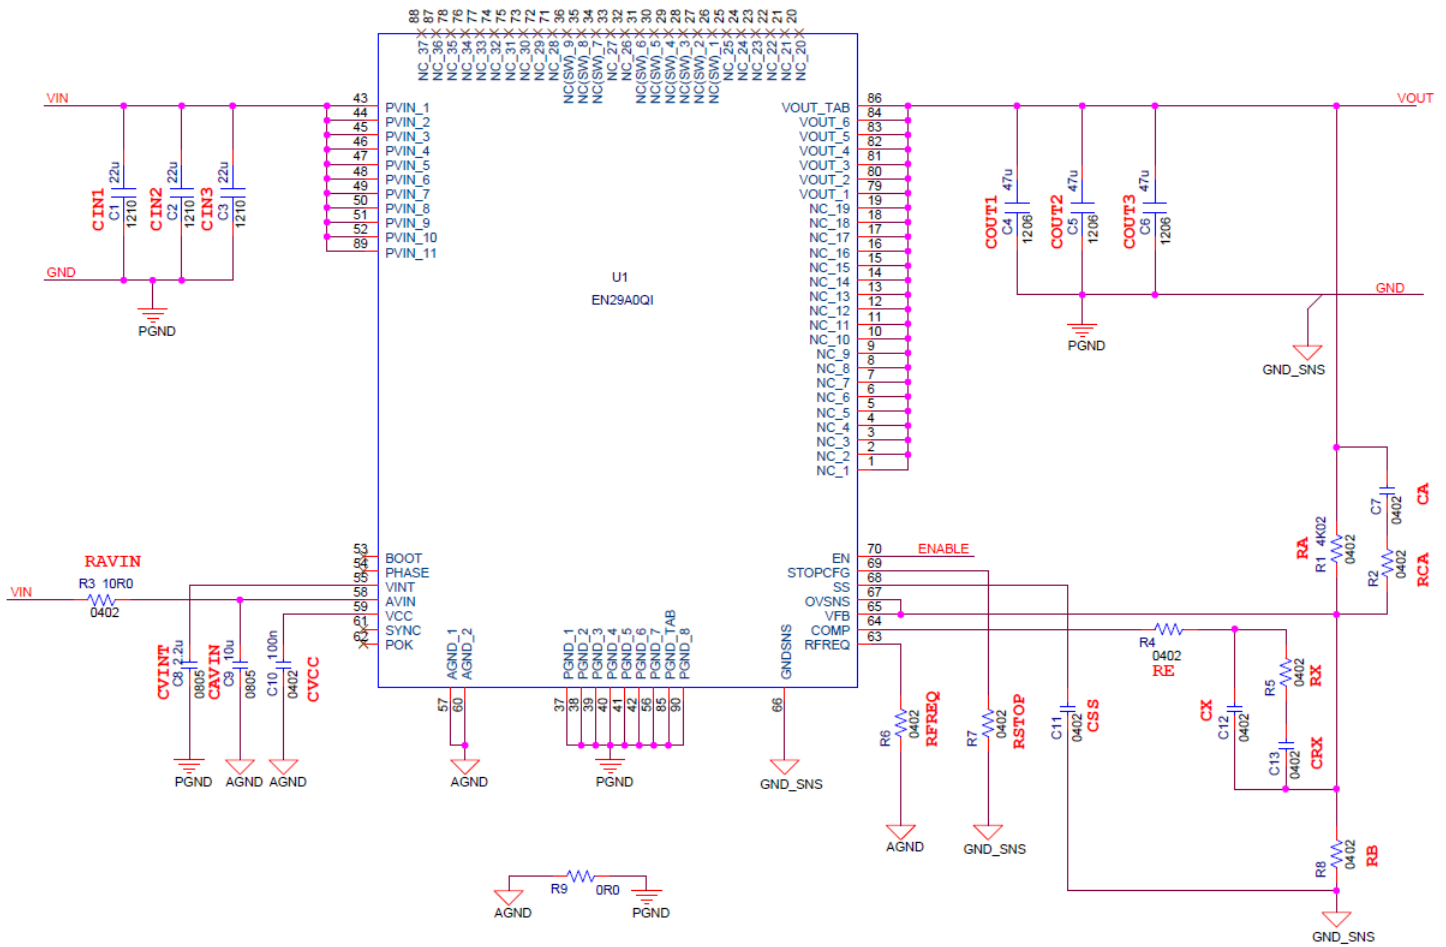 88 87 78 76 77 74 75 73 72 71 36 35 34 33 32 31 30 29 28 27 26 25 24 23 22 21 20
NC_37 NC_36 NC_35 NC_34 NC_33 NC_32 NC_31 NC_30 NC_29 NC_28 NC(SW)_9 NC(SW)_8 NC(SW)_7 NC_27 NC_26 NC(SW)_6 NC(SW)_5 NC(SW)_4 NC(SW)_3 NC(SW)_2 NC(SW)_1 NC_25 NC_24 NC_23 NC_22 NC_21 NC_20
VIN
43 PVIN_1
44 PVIN_2
45 PVIN_3
46 PVIN_4
47 PVIN_5
48 PVIN_6
49 PVIN_7
50 PVIN_8
51 PVIN_9
52 PVIN_10
89 PVIN_11
CIN1 C1 22u 1210
CIN2 C2 22u 1210
CIN3 C3 22u 1210
GND
PGND
U1
EN29A0QI
VOUT_TAB 86
VOUT_6 84
VOUT_5 83
VOUT_4 82
VOUT_3 81
VOUT_2 80
VOUT_1 79
NC_19 19
NC_18 18
NC_17 17
NC_16 16
NC_15 15
NC_14 14
NC_13 13
NC_12 12
NC_11 11
NC_10 10
NC_9 9
NC_8 8
NC_7 7
NC_6 6
NC_5 5
NC_4 4
NC_3 3
NC_2 2
NC_1 1
VOUT
COUT1 C4 47u 1206
COUT2 C5 47u 1206
COUT3 C6 47u 1206
GND
PGND
GND_SNS
RA R1 4K02 0402
C7 0402 CA
R2 0402 RCA
53 BOOT
54 PHASE
55 VINT
58 AVIN
59 VCC
61 SYNC
62 POK
RAVIN
R3 10R0
VIN
0402
CVINT C8 2.2u 0805
CAVIN C9 10u 0805
C10 100n 0402 CVCC
PGND
AGND
AGND
AGND_1 AGND_2
57 60
AGND
PGND_1 PGND_2 PGND_3 PGND_4 PGND_5 PGND_6 PGND_7 PGND_TAB PGND_8
37 38 39 40 41 42 56 85 90
PGND
GNDSNS
66
GND_SNS
EN 70 ENABLE
STOPCFG 69
SS 68
OVSNS 67
VFB 65
COMP 64
RFREQ 63
R4 0402
RE
R6 0402 RFREQ
R7 0402 RSTOP
C11 0402 CSS
CX C12 0402
R5 0402 RX
C13 0402 CRX
AGND
GND_SNS
R8 0402 RB
GND_SNS
R9 0R0
AGND
PGND